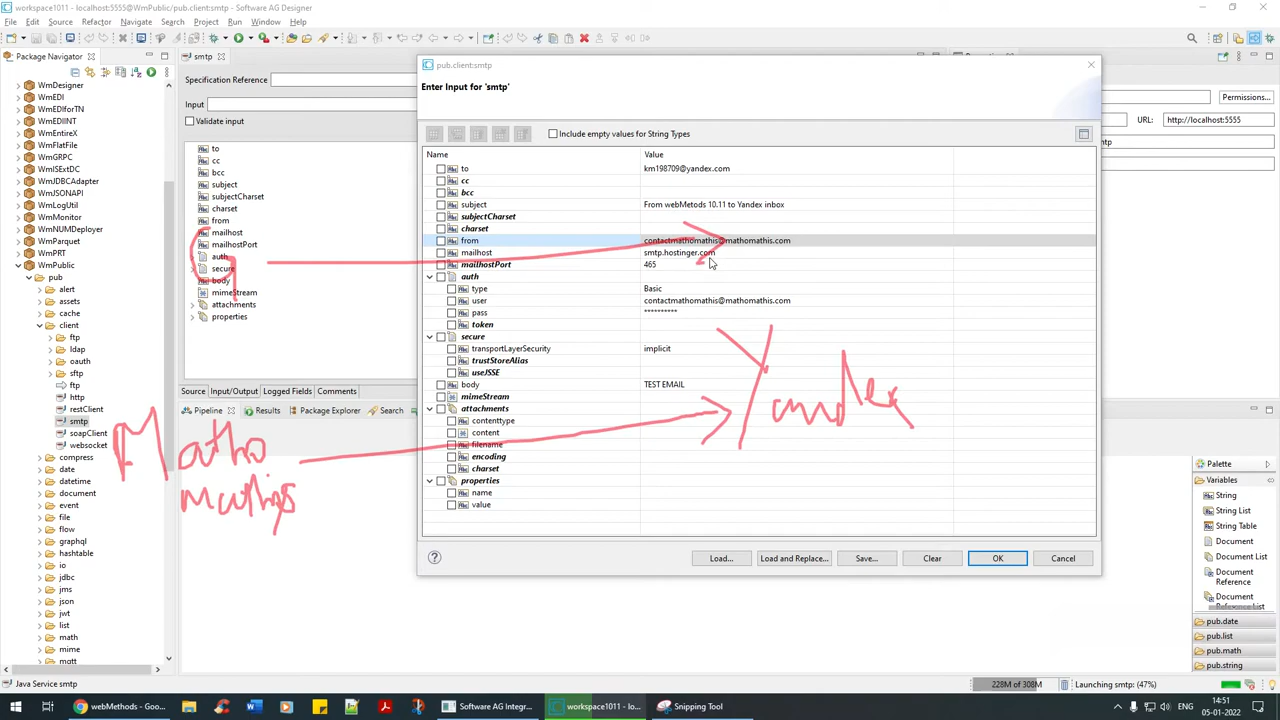 workspace1011 - localhost:5555@WmPublic/pub.client:smtp - Software AG Designer
File Edit Source Refactor Navigate Search Project Run Window Help
Package Navigator
WmDesigner
WmEDI
WmEDIforTN
WmEDIINT
WmEntireX
WmFlatFile
WmGRPC
WmISExtDC
WmJDBCAdapter
WmJSONAPI
WmLogUtil
WmMonitor
WmNUMDeployer
WmParquet
WmPRT
WmPublic
pub
alert
assets
cache
client
ftp
ldap
oauth
sftp
ftp
http
restClient
smtp
soapClient
websocket
compress
date
datetime
document
event
file
flow
graphql
hashtable
io
jdbc
jms
json
jwt
list
math
mime
mqtt
smtp
Specification Reference
Input
Validate input
to
cc
bcc
subject
subjectCharset
charset
from
mailhost
mailhostPort
auth
secure
body
mimeStream
attachments
properties
Source Input/Output Logged Fields Comments
Pipeline Results Package Explorer Search
pub.client:smtp
Enter Input for 'smtp'
Include empty values for String Types
Name Value
to km198709@yandex.com
cc
bcc
subject From webMetods 10.11 to Yandex inbox
subjectCharset
charset
from contactmathomathis@mathomathis.com
mailhost smtp.hostinger.com
mailhostPort 465
auth
type Basic
user contactmathomathis@mathomathis.com
pass **********
token
secure
transportLayerSecurity implicit
trustStoreAlias
useJSSE
body TEST EMAIL
mimeStream
attachments
contenttype
content
filename
encoding
charset
properties
name
value
Load... Load and Replace... Save... Clear OK Cancel
Matho
mathis
Yandex
Permissions...
URL: http://localhost:5555
Palette
Variables
String
String List
String Table
Document
Document List
Document
Reference
Document
Reference List
pub.date
pub.list
pub.math
pub.string
Java Service smtp
228M of 308M
Launching smtp: (47%)
webMethods - Goo...
Software AG Integr...
workspace1011 - lo...
Snipping Tool
14:51
05-01-2022